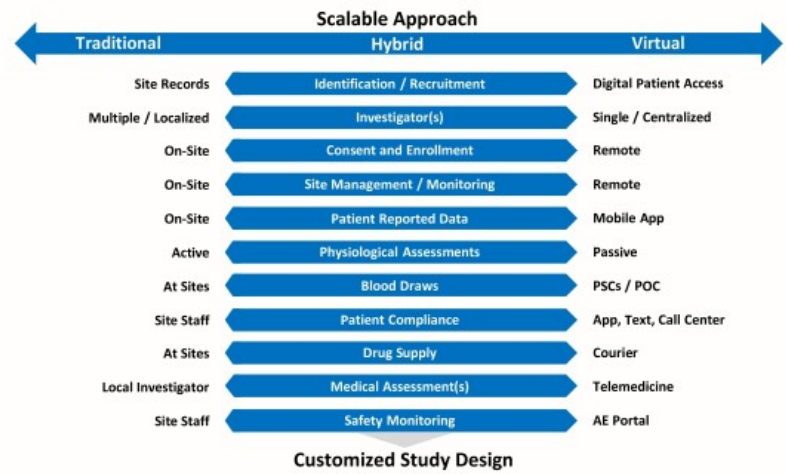 Scalable Approach
Traditional Hybrid Virtual
Site Records Identification / Recruitment Digital Patient Access
Multiple / Localized Investigator(s) Single / Centralized
On-Site Consent and Enrollment Remote
On-Site Site Management / Monitoring Remote
On-Site Patient Reported Data Mobile App
Active Physiological Assessments Passive
At Sites Blood Draws PSCs / POC
Site Staff Patient Compliance App, Text, Call Center
At Sites Drug Supply Courier
Local Investigator Medical Assessment(s) Telemedicine
Site Staff Safety Monitoring AE Portal
Customized Study Design